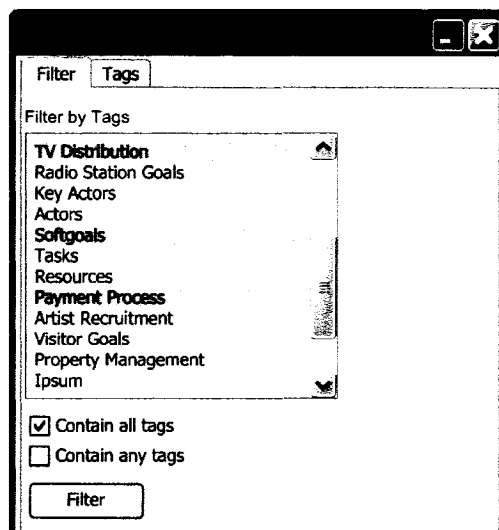 Filter Tags
Filter by Tags
TV Distribution
Radio Station Goals
Key Actors
Actors
Softgoals
Tasks
Resources
Payment Process
Artist Recruitment
Visitor Goals
Property Management
Ipsum
Contain all tags
Contain any tags
Filter